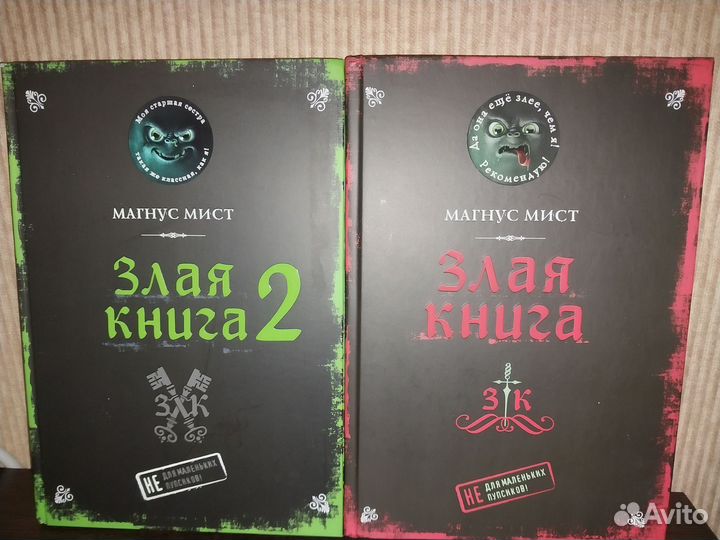 Моя старшая сестра
такая же классная, как я!
МАГНУС МИСТ
Злая
книга 2
ЗЛК
НЕ ДЛЯ МАЛЕНЬКИХ
ПУПСИКОВ!
Да она ещё злее, чем я!
Рекомендую!
МАГНУС МИСТ
Злая
книга
ЗК
НЕ ДЛЯ МАЛЕНЬКИХ
ПУПСИКОВ!
Avito